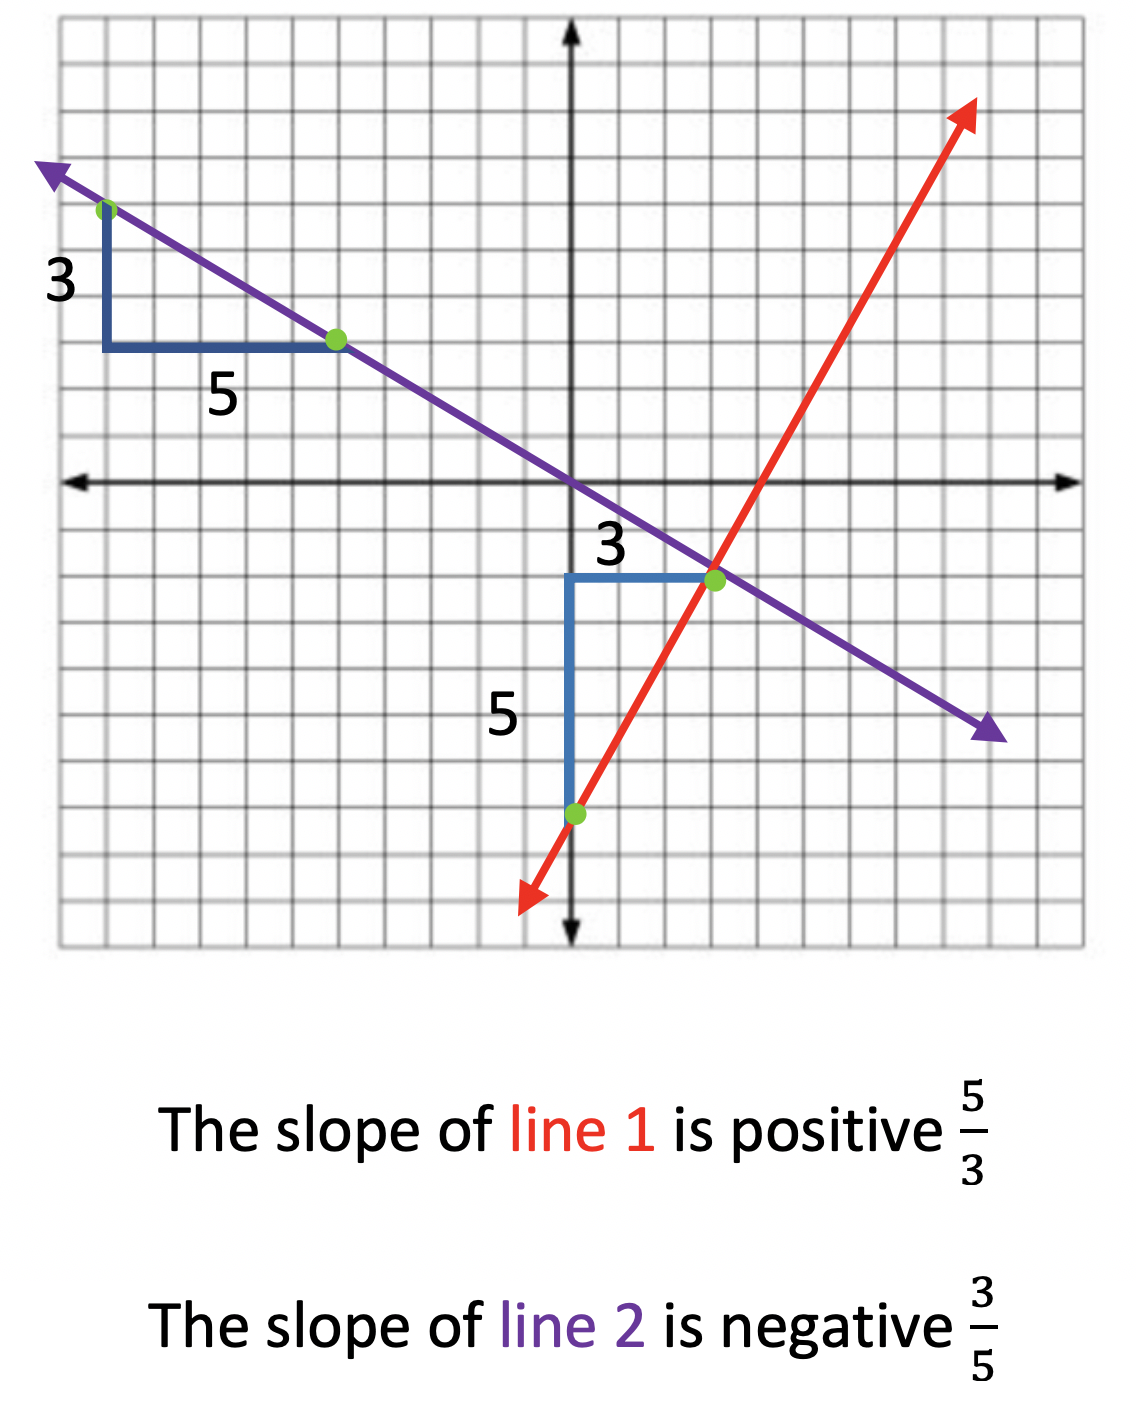 3
5
3
5
The slope of line 1 is positive 5/3
The slope of line 2 is negative 3/5